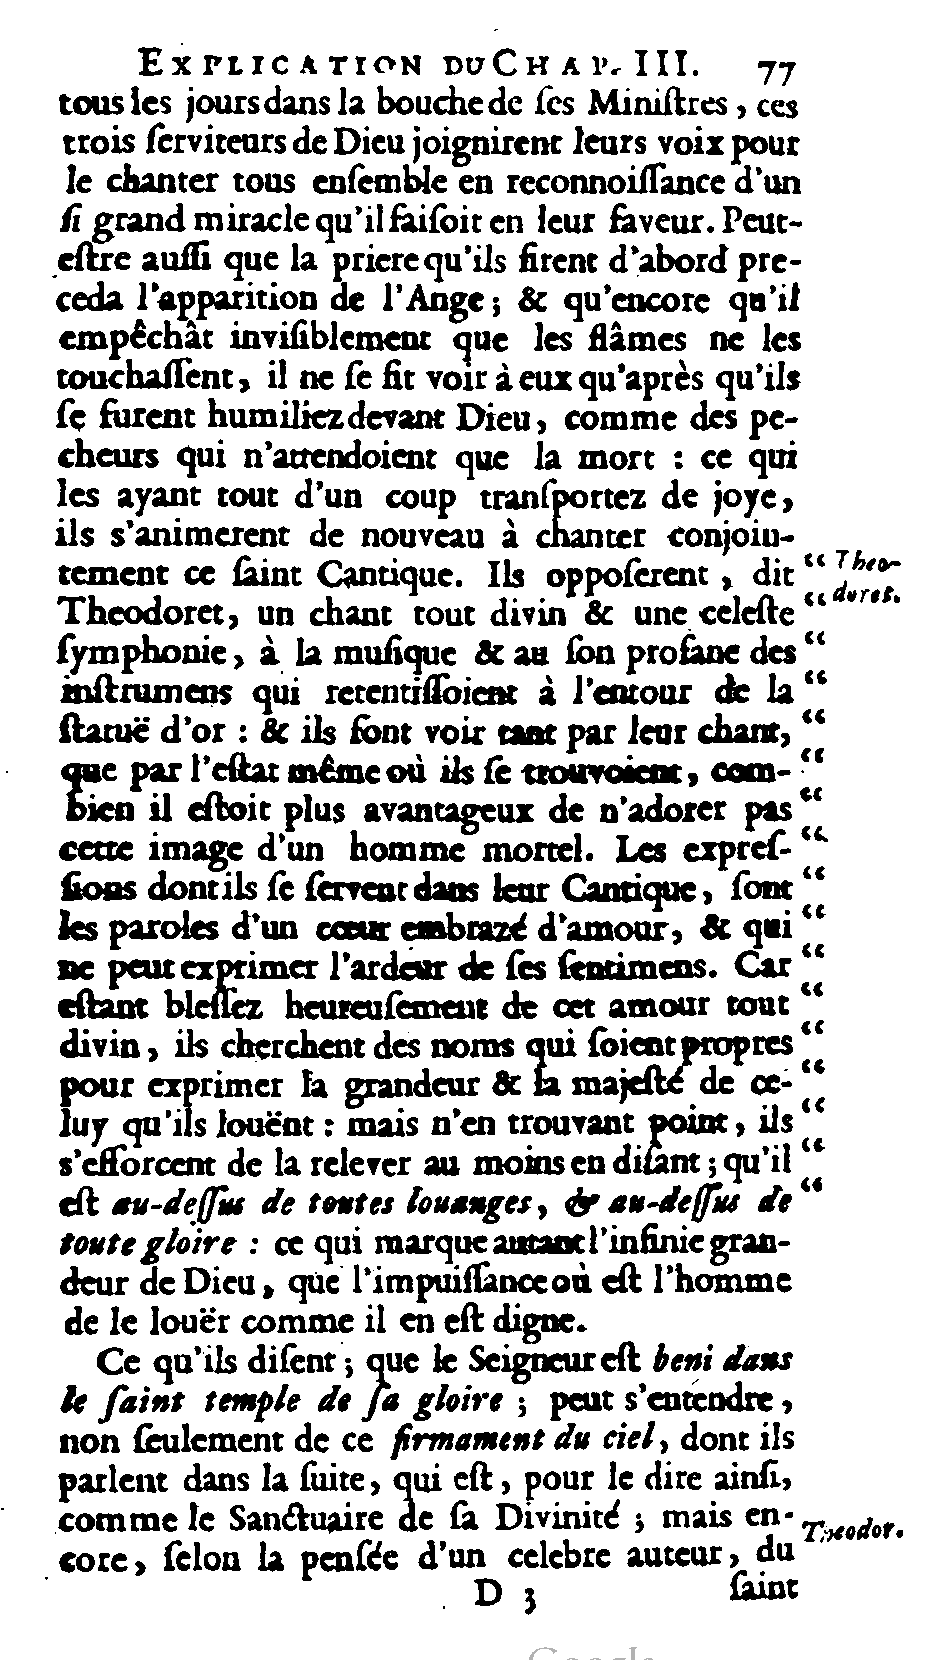 EXPLICATION DU CHAP. III. 77
tous les jours dans la bouche de ſes Miniſtres, ces
trois ſerviteurs de Dieu joignirent leurs voix pour
le chanter tous enſemble en reconnoiſſance d'un
ſi grand miracle qu'il faiſoit en leur faveur. Peut-
eſtre auſſi que la priere qu'ils firent d'abord pre-
ceda l'apparition de l'Ange; & qu'encore qu'il
empêchât inviſiblement que les flâmes ne les
touchaſſent, il ne ſe fit voir à eux qu'après qu'ils
ſe furent humiliez devant Dieu, comme des pe-
cheurs qui n'attendoient que la mort : ce qui
les ayant tout d'un coup tranſportez de joye,
ils s'animerent de nouveau à chanter conjoin-
tement ce ſaint Cantique. Ils oppoſerent, dit “ Theo-
Theodoret, un chant tout divin & une celeſte “ doret.
ſymphonie, à la muſique & au ſon profane des “
inſtrumens qui retentiſſoient à l'entour de la “
ſtatuë d'or : & ils font voir tant par leur chant, “
que par l'eſtat même où ils ſe trouvoient, com- “
bien il eſtoit plus avantageux de n'adorer pas “
cette image d'un homme mortel. Les expreſ- “
ſions dont ils ſe ſervent dans leur Cantique, ſont “
les paroles d'un cœur embrazé d'amour, & qui “
ne peut exprimer l'ardeur de ſes ſentimens. Car “
eſtant bleſſez heureuſement de cet amour tout “
divin, ils cherchent des noms qui ſoient propres “
pour exprimer la grandeur & la majeſté de ce- “
luy qu'ils louënt : mais n'en trouvant point, ils “
s'efforcent de la relever au moins en diſant; qu'il “
eſt au-deſſus de toutes louanges, & au-deſſus de “
toute gloire : ce qui marque autant l'infinie gran-
deur de Dieu, que l'impuiſſance où eſt l'homme
de le louër comme il en eſt digne.
Ce qu'ils diſent; que le Seigneur eſt beni dans
le ſaint temple de ſa gloire ; peut s'entendre,
non ſeulement de ce firmament du ciel, dont ils
parlent dans la ſuite, qui eſt, pour le dire ainſi,
comme le Sanctuaire de ſa Divinité ; mais en-
core, ſelon la penſée d'un celebre auteur, du Theodor.
D 3 ſaint
Google